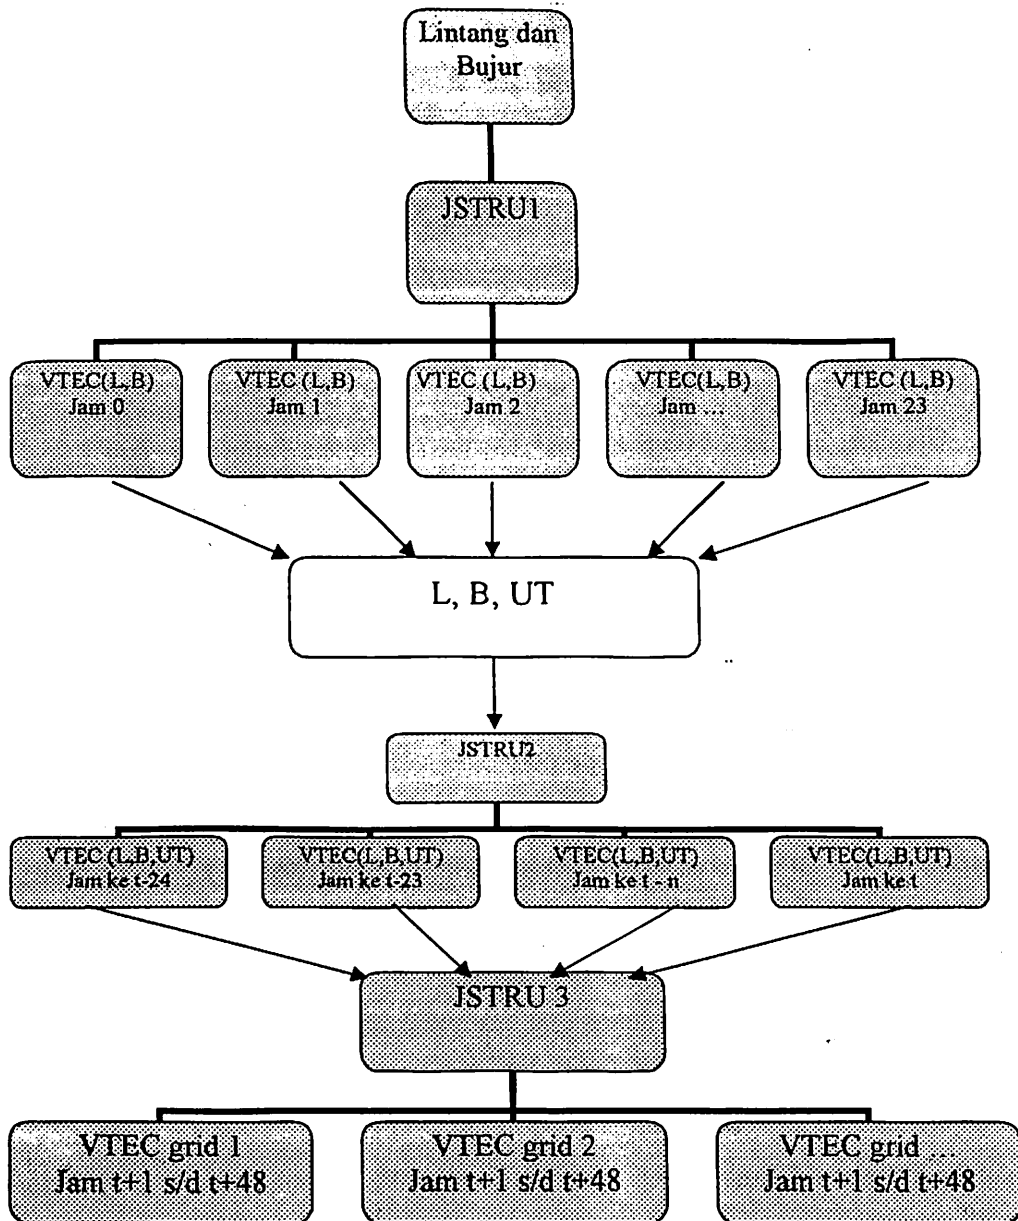 Lintang dan
Bujur
JSTRU1
VTEC(L,B)
Jam 0
VTEC (L,B)
Jam 1
VTEC (L,B)
Jam 2
VTEC(L,B)
Jam ...
VTEC (L,B)
Jam 23
L, B, UT
JSTRU2
VTEC(L,B,UT)
Jam ke t-24
VTEC(L,B,UT)
Jam ke t-23
VTEC(L,B,UT)
Jam ke t - n
VTEC(L,B,UT)
Jam ke t
JSTRU 3
VTEC grid 1
Jam t+1 s/d t+48
VTEC grid 2
Jam t+1 s/d t+48
VTEC grid ...
Jam t+1 s/d t+48